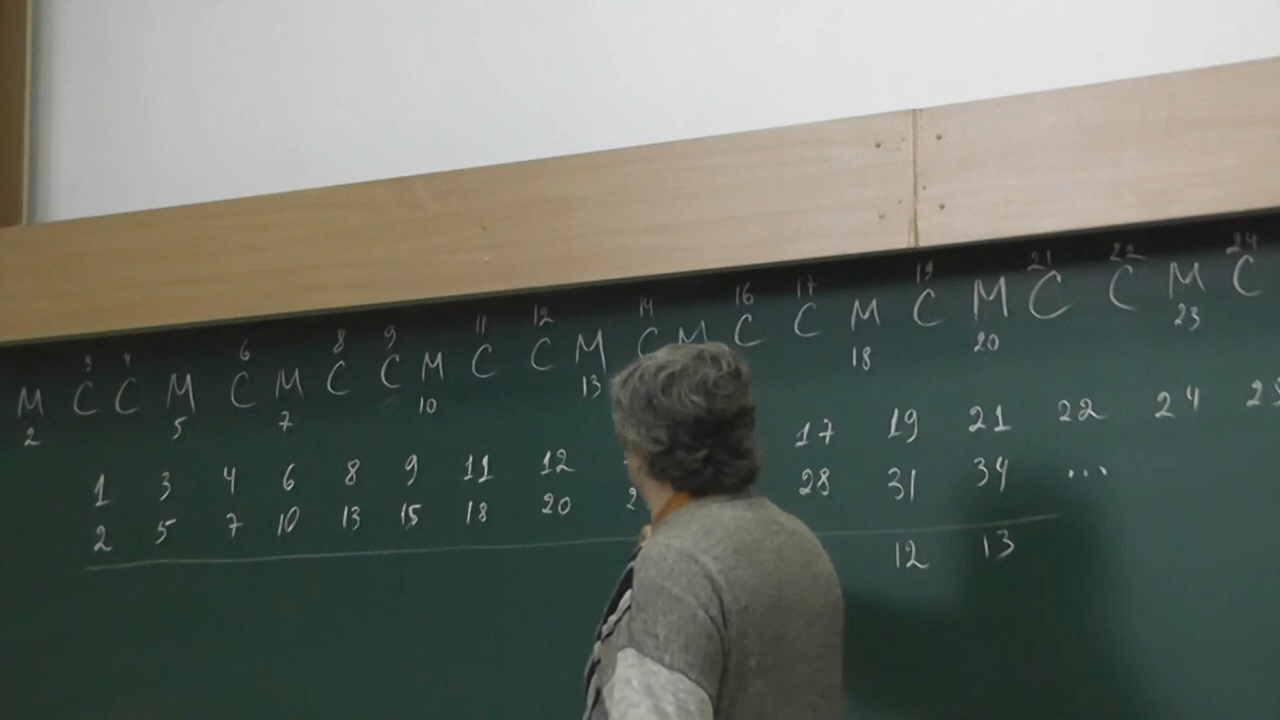 3 4 6 8 9 11 12 14 16 17 19 21 22 24
M C C M C M C C M C C M C M C C M C M C C M C
2 5 7 10 13 18 20 23
1 3 4 6 8 9 11 12 17 19 21 22 24
2 5 7 10 13 15 18 20 28 31 34 ...
12 13